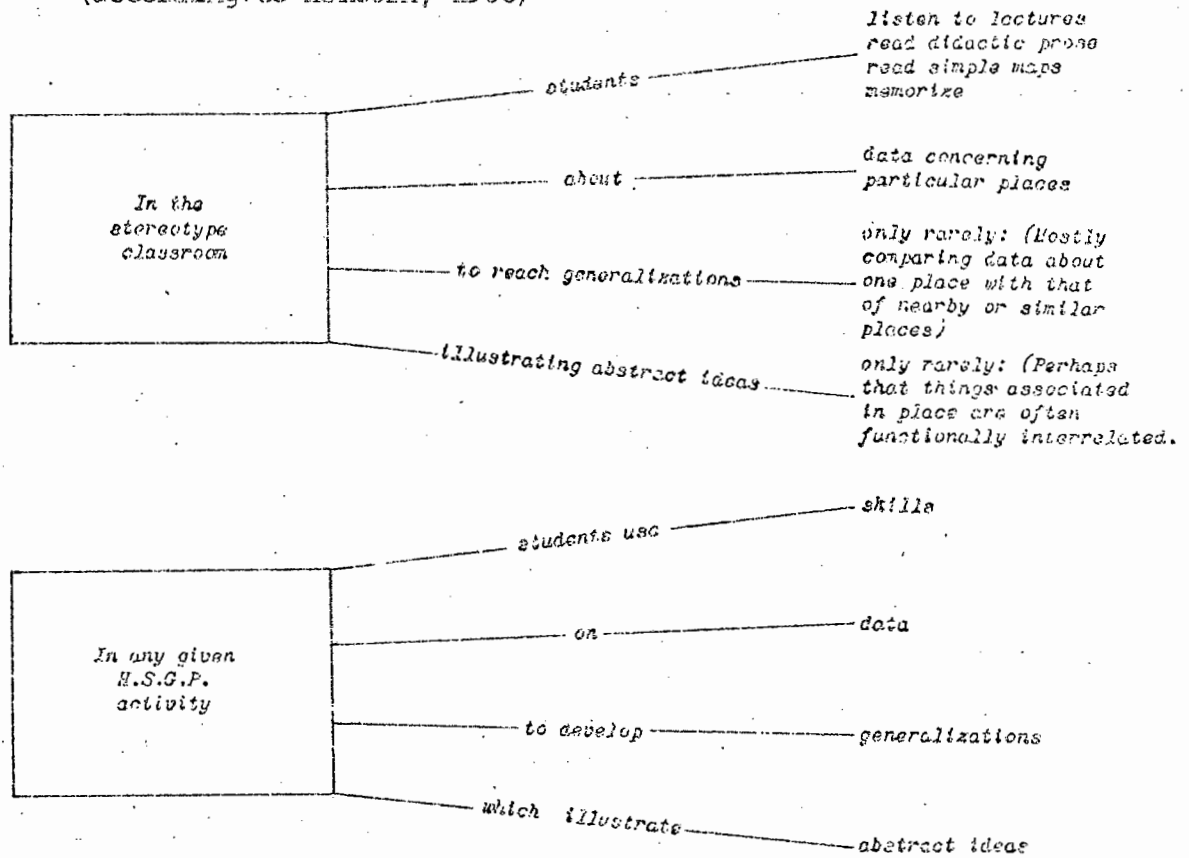 students
listen to lectures
read didactic prose
read simple maps
memorize
In the
stereotype
classroom
about
data concerning
particular places
to reach generalizations
only rarely: (Mostly
comparing data about
one place with that
of nearby or similar
places)
illustrating abstract ideas
only rarely: (Perhaps
that things associated
in place are often
functionally interrelated.
In any given
H.S.G.P.
activity
students use
skills
on
data
to develop
generalizations
which illustrate
abstract ideas